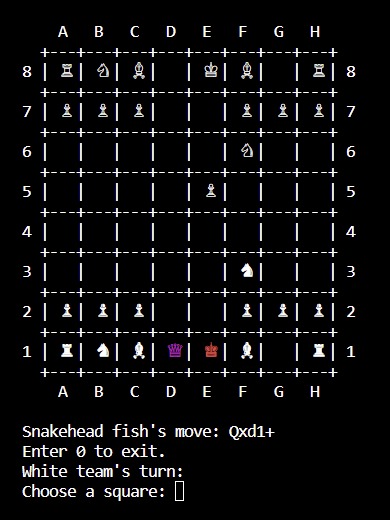 A B C D E F G H
8 8
7 7
6 6
5 5
4 4
3 3
2 2
1 1
A B C D E F G H
Snakehead fish's move: Qxd1+
Enter 0 to exit.
White team's turn:
Choose a square: